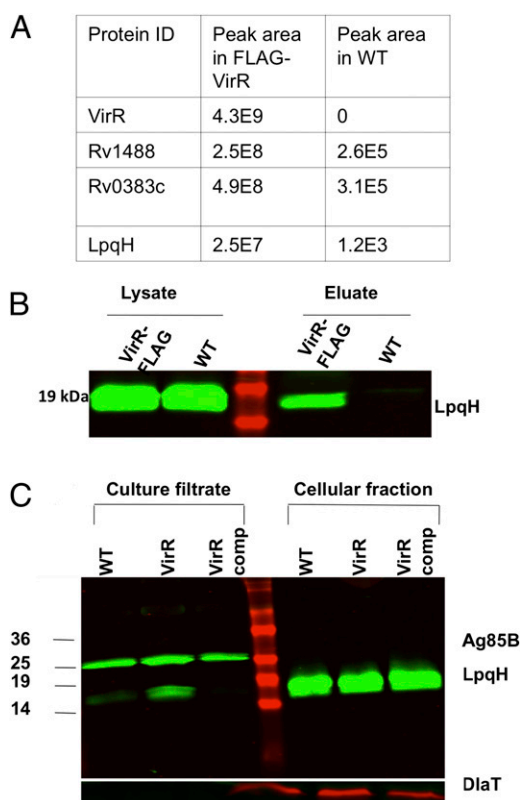 A
Protein ID
Peak area in FLAG-VirR
Peak area in WT
VirR 4.3E9 0
Rv1488 2.5E8 2.6E5
Rv0383c 4.9E8 3.1E5
LpqH 2.5E7 1.2E3
B
Lysate Eluate
VirR-FLAG WT VirR-FLAG WT
19 kDa
LpqH
C
Culture filtrate Cellular fraction
WT VirR VirR comp WT VirR VirR comp
36
Ag85B
25
19
LpqH
14
DlaT